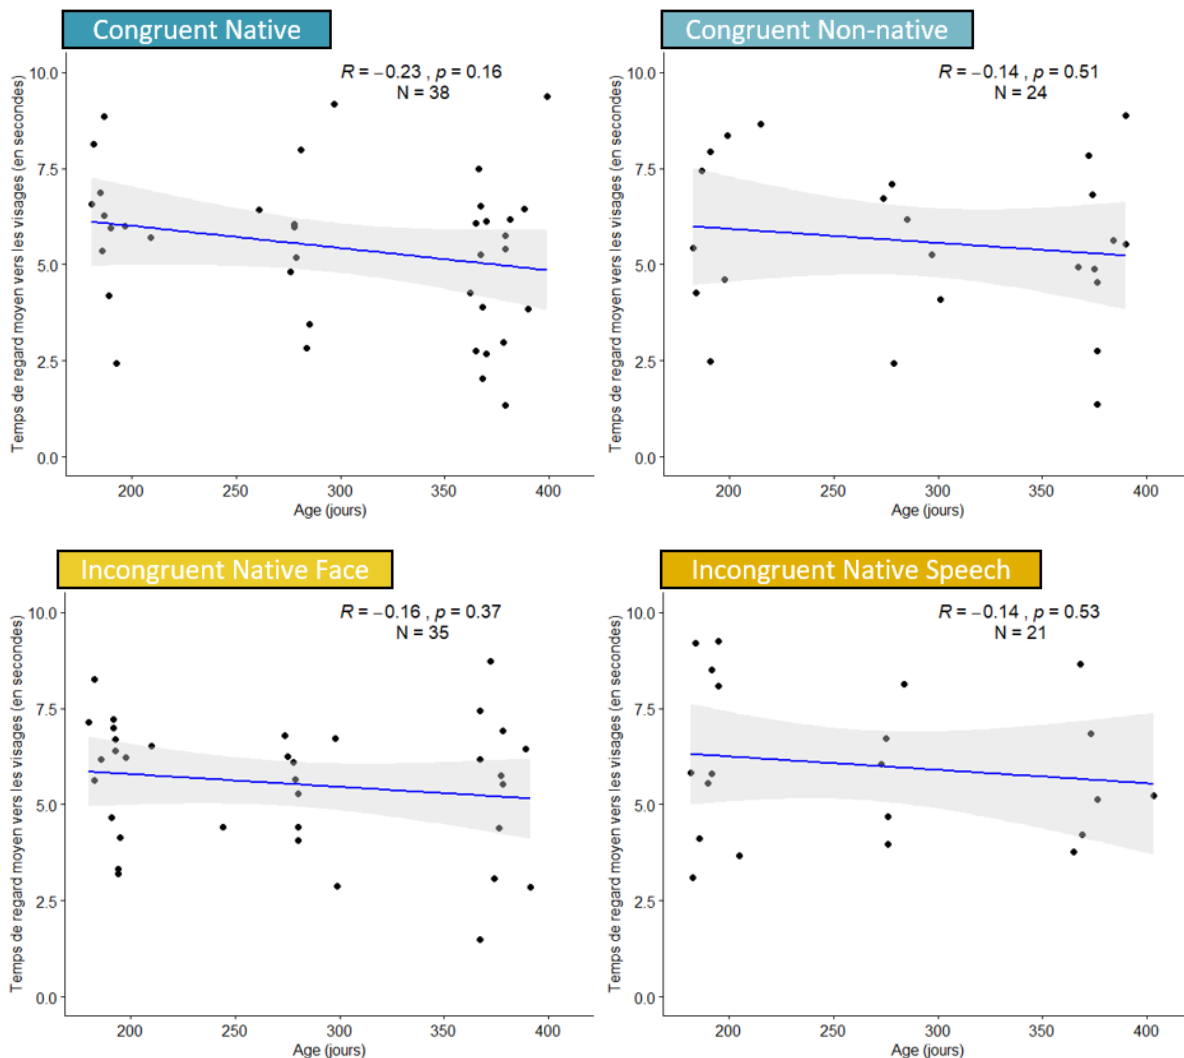 Congruent Native
R = −0.23 , p = 0.16
N = 38
Temps de regard moyen vers les visages (en secondes)
10.0
7.5
5.0
2.5
0.0
200 250 300 350 400
Age (jours)
Congruent Non-native
R = −0.14 , p = 0.51
N = 24
Temps de regard moyen vers les visages (en secondes)
10.0
7.5
5.0
2.5
0.0
200 250 300 350 400
Age (jours)
Incongruent Native Face
R = −0.16 , p = 0.37
N = 35
Temps de regard moyen vers les visages (en secondes)
10.0
7.5
5.0
2.5
0.0
200 250 300 350 400
Age (jours)
Incongruent Native Speech
R = −0.14 , p = 0.53
N = 21
Temps de regard moyen vers les visages (en secondes)
10.0
7.5
5.0
2.5
0.0
200 250 300 350 400
Age (jours)